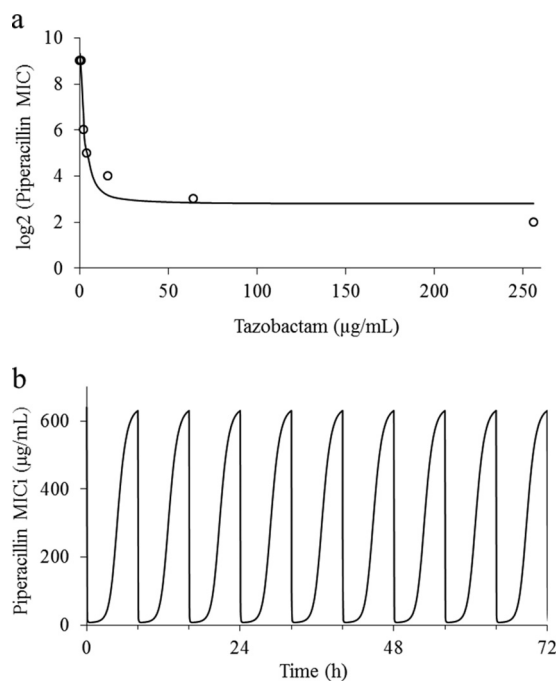 a
10
8
6
4
2
0
log2 (Piperacillin MIC)
0 50 100 150 200 250
Tazobactam (µg/mL)
b
600
400
200
0
Piperacillin MICi (µg/mL)
0 24 48 72
Time (h)